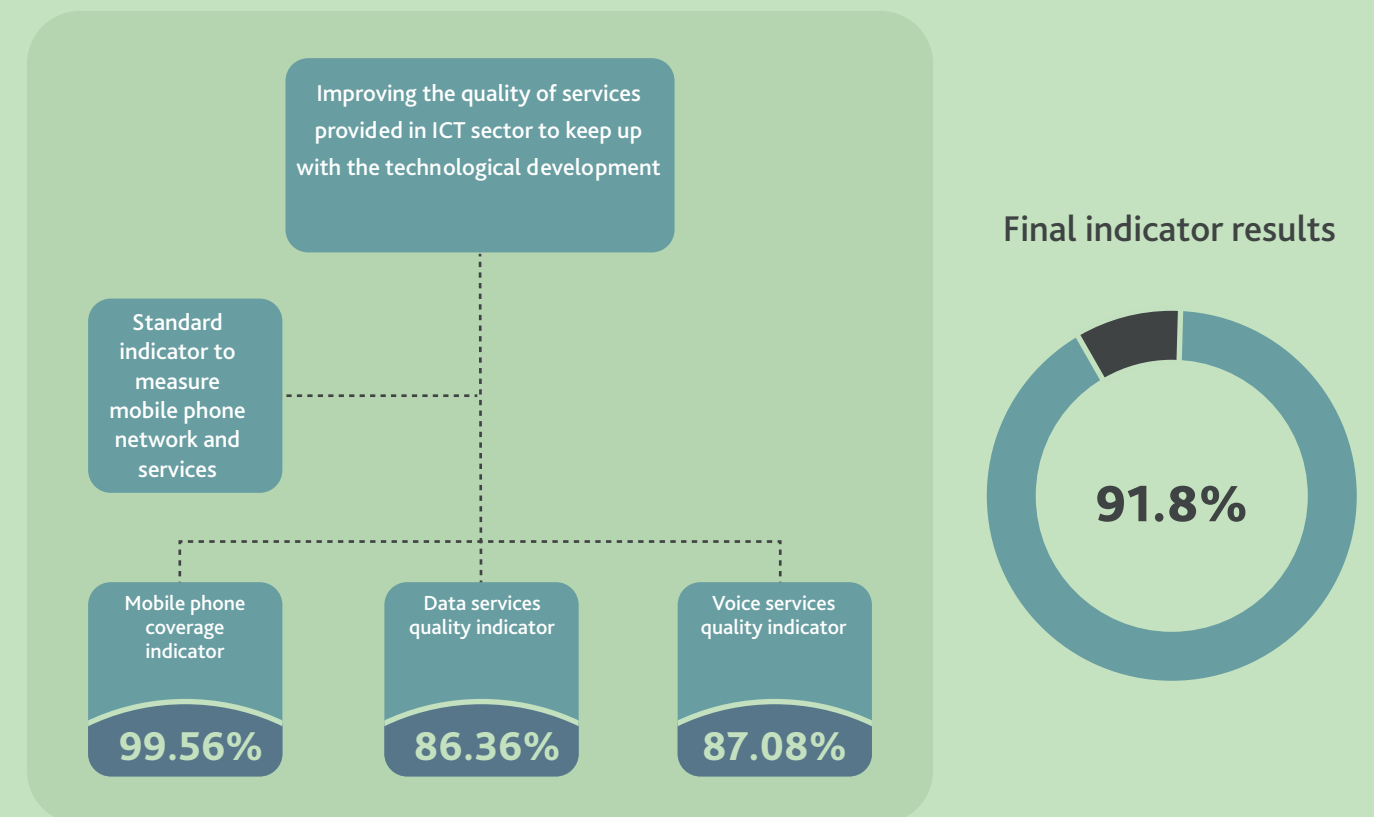 Improving the quality of services
provided in ICT sector to keep up
with the technological development
Final indicator results
Standard
indicator to
measure
mobile phone
network and
services
91.8%
Mobile phone
coverage
indicator
99.56%
Data services
quality indicator
86.36%
Voice services
quality indicator
87.08%